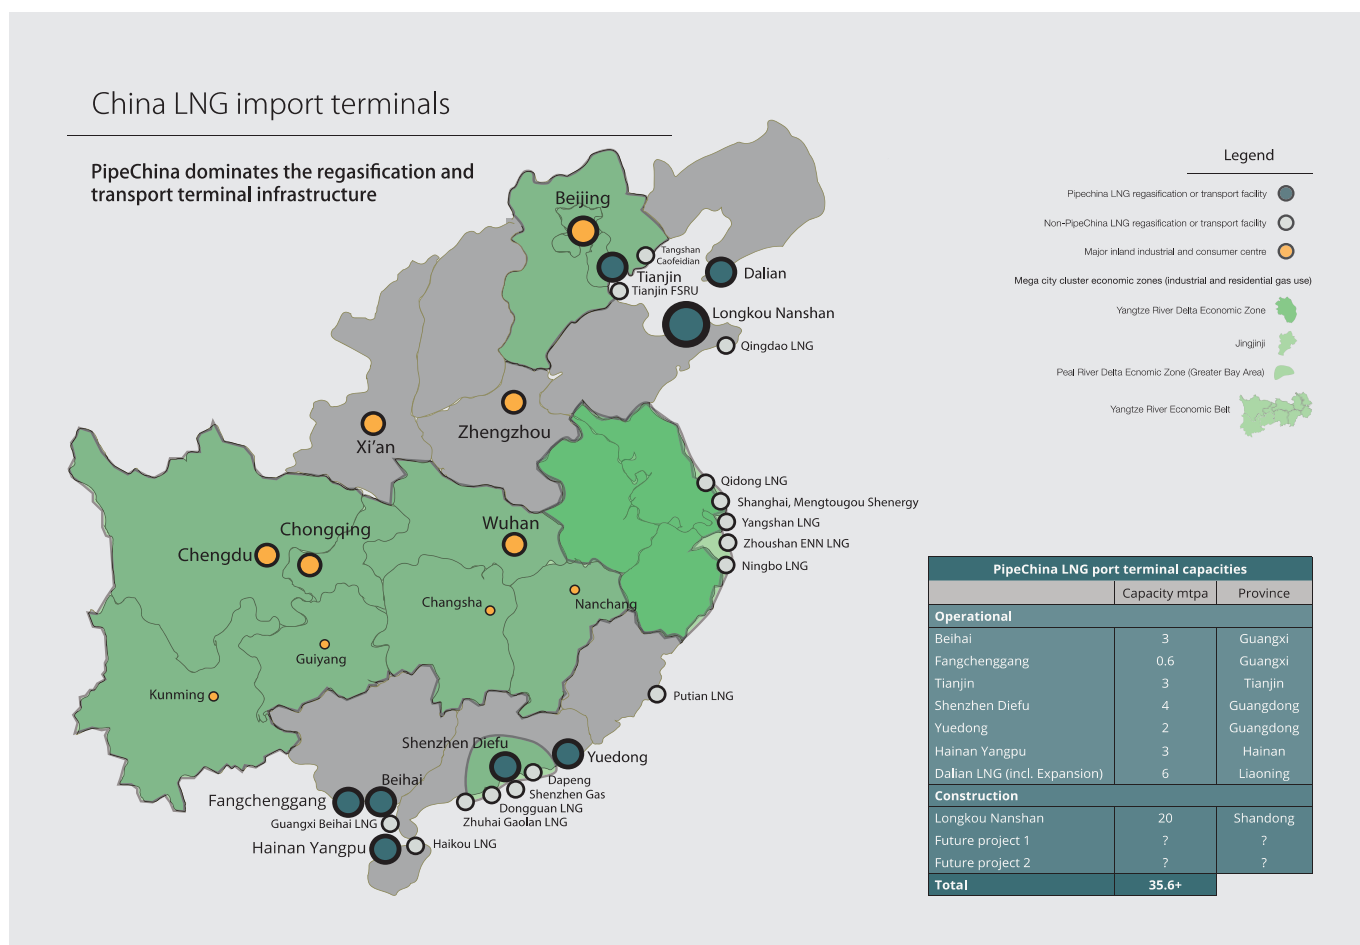 China LNG import terminals
PipeChina dominates the regasification and
transport terminal infrastructure
Legend
Pipechina LNG regasification or transport facility
Non-PipeChina LNG regasification or transport facility
Major inland industrial and consumer centre
Mega city cluster economic zones (industrial and residential gas use)
Yangtze River Delta Economic Zone
Jingjinji
Peal River Delta Ecnomic Zone (Greater Bay Area)
Yangtze River Economic Belt
Beijing
Tangshan
Caofeidian
Tianjin
Tianjin FSRU
Dalian
Longkou Nanshan
Qingdao LNG
Zhengzhou
Xi'an
Qidong LNG
Shanghai, Mengtougou Shenergy
Yangshan LNG
Zhoushan ENN LNG
Ningbo LNG
Wuhan
Chongqing
Chengdu
Changsha
Nanchang
Guiyang
Kunming
Putian LNG
Shenzhen Diefu
Yuedong
Dapeng
Shenzhen Gas
Dongguan LNG
Zhuhai Gaolan LNG
Beihai
Fangchenggang
Guangxi Beihai LNG
Hainan Yangpu
Haikou LNG
PipeChina LNG port terminal capacities
Capacity mtpa Province
Operational
Beihai 3 Guangxi
Fangchenggang 0.6 Guangxi
Tianjin 3 Tianjin
Shenzhen Diefu 4 Guangdong
Yuedong 2 Guangdong
Hainan Yangpu 3 Hainan
Dalian LNG (incl. Expansion) 6 Liaoning
Construction
Longkou Nanshan 20 Shandong
Future project 1 ? ?
Future project 2 ? ?
Total 35.6+